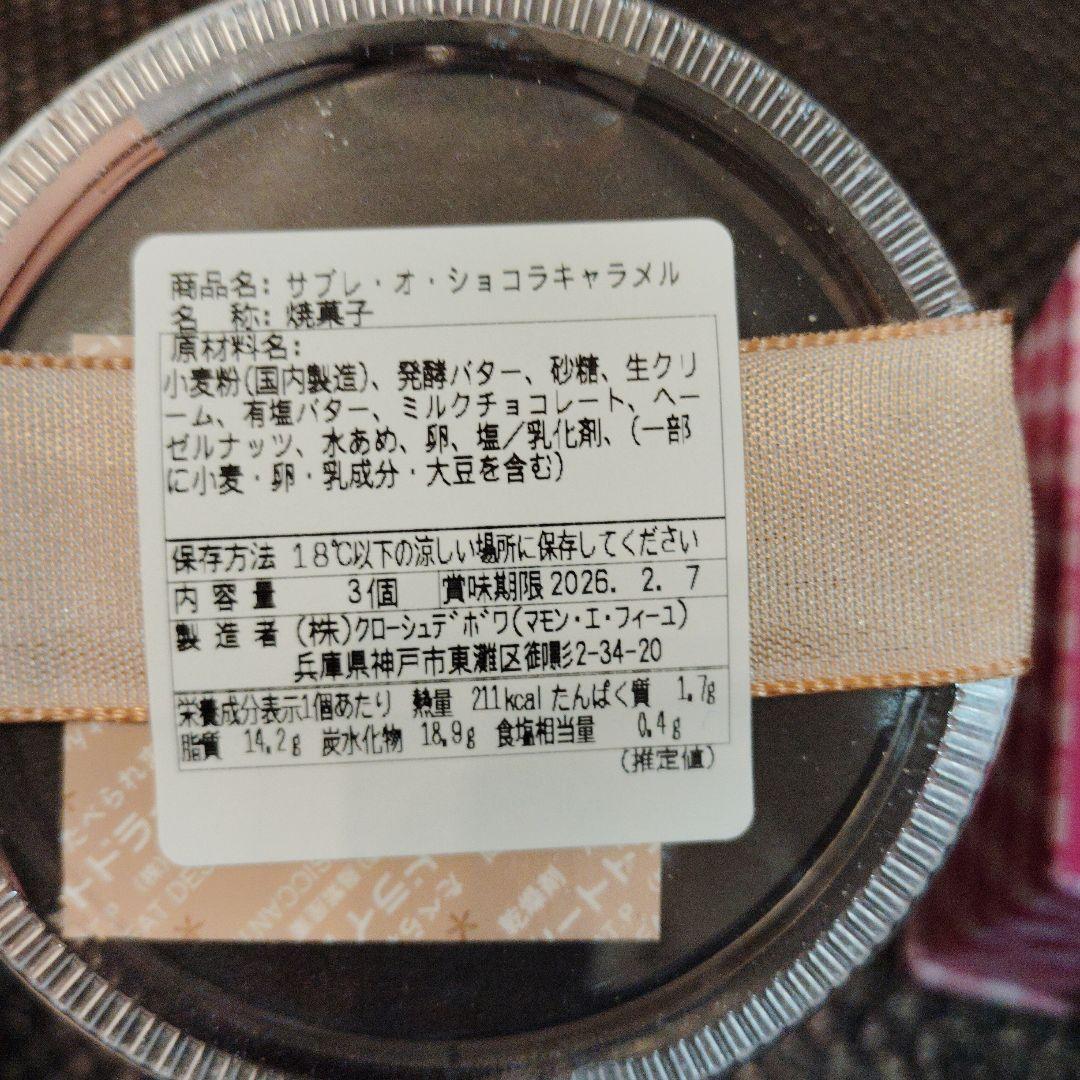 商品名: サブレ・オ・ショコラキャラメル
名 称: 焼菓子
原材料名:
小麦粉(国内製造)、発酵バター、砂糖、生クリ
ーム、有塩バター、ミルクチョコレート、ヘー
ゼルナッツ、水あめ、卵、塩/乳化剤、(一部
に小麦・卵・乳成分・大豆を含む)
保存方法 18℃以下の涼しい場所に保存してください
内容量 3個 賞味期限 2026. 2. 7
製造者 (株)クローシュデボワ(マモン・エ・フィーユ)
兵庫県神戸市東灘区御影2-34-20
栄養成分表示1個あたり 熱量 211kcal たんぱく質 1.7g
脂質 14.2g 炭水化物 18.9g 食塩相当量 0.4g
(推定値)
乾燥剤